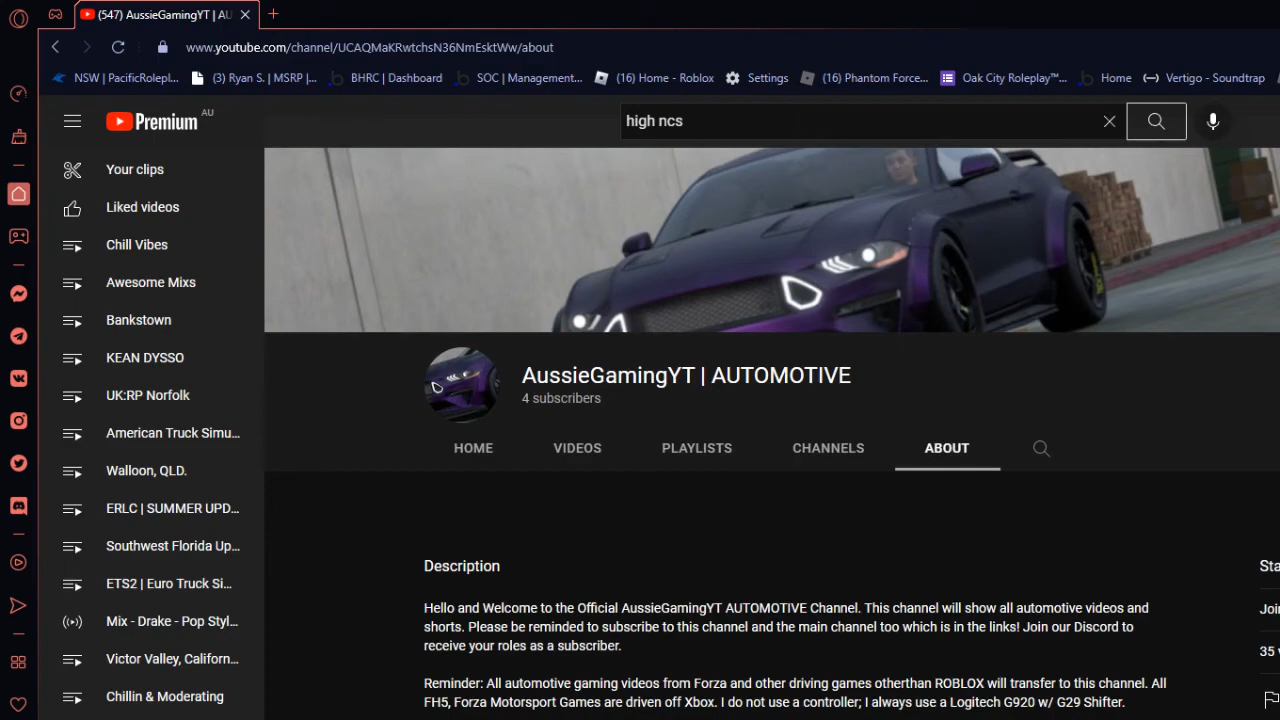 (547) AussieGamingYT | AU
www.youtube.com/channel/UCAQMaKRwtchsN36NmEsktWw/about
NSW | PacificRolepl... (3) Ryan S. | MSRP |... BHRC | Dashboard SOC | Management... (16) Home - Roblox Settings (16) Phantom Force... Oak City Roleplay™... Home Vertigo - Soundtrap
Premium AU high ncs
Your clips
Liked videos
Chill Vibes
Awesome Mixs
Bankstown
KEAN DYSSO
UK:RP Norfolk
American Truck Simu...
Walloon, QLD.
ERLC | SUMMER UPD...
Southwest Florida Up...
ETS2 | Euro Truck Si...
Mix - Drake - Pop Styl...
Victor Valley, Californ...
Chillin & Moderating
AussieGamingYT | AUTOMOTIVE
4 subscribers
HOME VIDEOS PLAYLISTS CHANNELS ABOUT
Description
Hello and Welcome to the Official AussieGamingYT AUTOMOTIVE Channel. This channel will show all automotive videos and
shorts. Please be reminded to subscribe to this channel and the main channel too which is in the links! Join our Discord to
receive your roles as a subscriber.
Reminder: All automotive gaming videos from Forza and other driving games otherthan ROBLOX will transfer to this channel. All
FH5, Forza Motorsport Games are driven off Xbox. I do not use a controller; I always use a Logitech G920 w/ G29 Shifter.
Sta
Joi
35 v